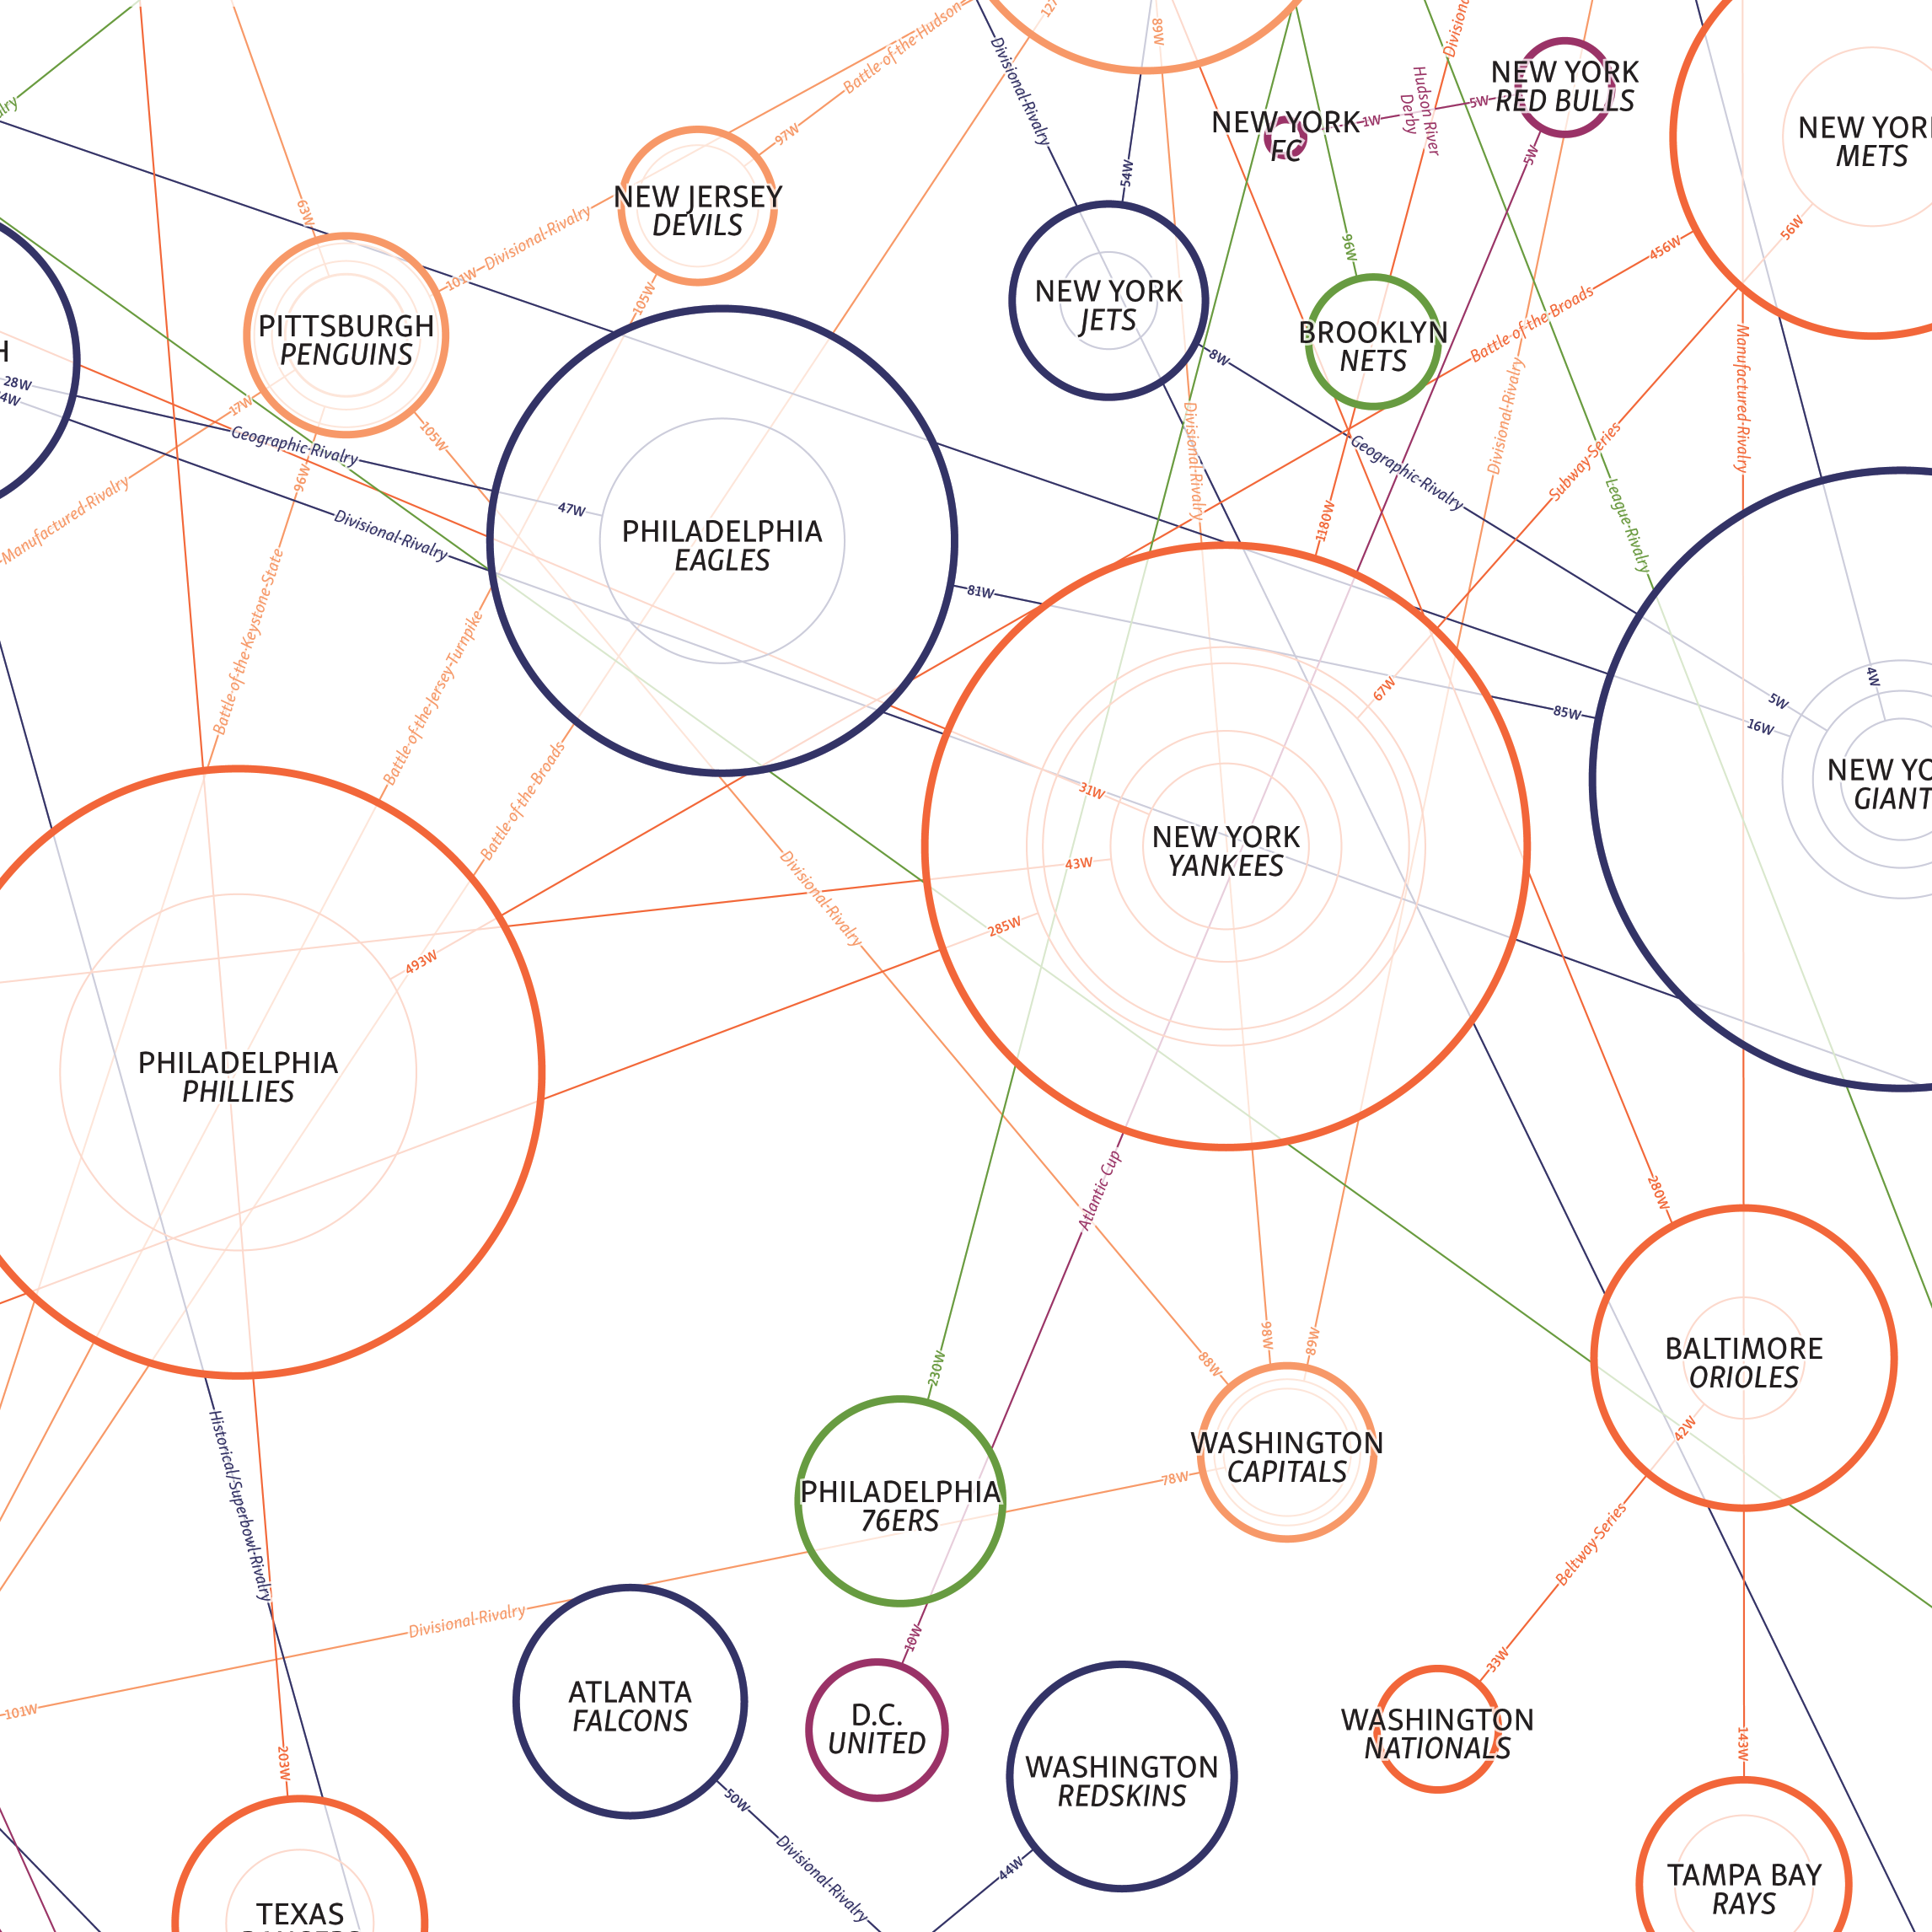 127
Battle-of-the-Hudson
89W
Divisional-Rivalry
NEW YORK
RED BULLS
5W
Hudson River
Derby
1W
NEW YORK
FC
5W
METS
97W
NEW JERSEY
DEVILS
54W
63W
Divisional-Rivalry
101W
105W
96W
56W
456W
Battle-of-the-Broads
NEW YORK
JETS
BROOKLYN
NETS
8W
Geographic-Rivalry
Manufactured-Rivalry
PITTSBURGH
PENGUINS
28W
4W
17W
105W
Geographic-Rivalry
96W
Manufactured-Rivalry
Divisional-Rivalry
47W
PHILADELPHIA
EAGLES
Divisional-Rivalry
Divisional-Rivalry
Subway-Series
League-Rivalry
1180W
81W
85W
67W
4W
5W
16W
Battle-of-the-Keystone-State
Battle-of-the-Jersey-Turnpike
Battle-of-the-Broads
31W
NEW YORK
YANKEES
43W
285W
Divisional-Rivalry
493W
PHILADELPHIA
PHILLIES
Atlantic-Cup
280W
98W
89W
88W
230W
BALTIMORE
ORIOLES
42W
WASHINGTON
CAPITALS
78W
PHILADELPHIA
76ERS
Historical/Superbowl-Rivalry
Divisional-Rivalry
Beltway-Series
10W
33W
101W
203W
ATLANTA
FALCONS
D.C.
UNITED
WASHINGTON
REDSKINS
WASHINGTON
NATIONALS
143W
50W
Divisional-Rivalry
44W
TEXAS
TAMPA BAY
RAYS